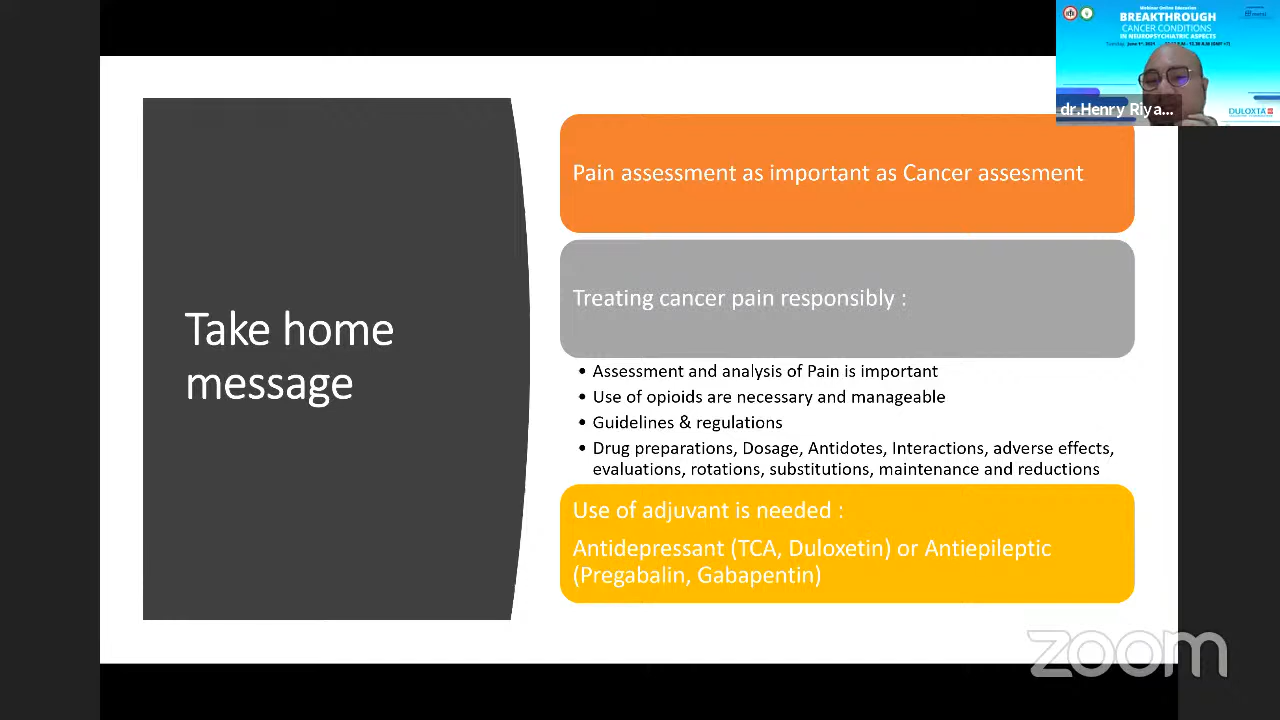 Webinar Online Education
BREAKTHROUGH
CANCER CONDITIONS
IN NEUROPSYCHIATRIC ASPECTS
dr.Henry Riya...
DULOXTA
Take home
message
Pain assessment as important as Cancer assesment
Treating cancer pain responsibly :
• Assessment and analysis of Pain is important
• Use of opioids are necessary and manageable
• Guidelines & regulations
• Drug preparations, Dosage, Antidotes, Interactions, adverse effects,
evaluations, rotations, substitutions, maintenance and reductions
Use of adjuvant is needed :
Antidepressant (TCA, Duloxetin) or Antiepileptic
(Pregabalin, Gabapentin)
zoom